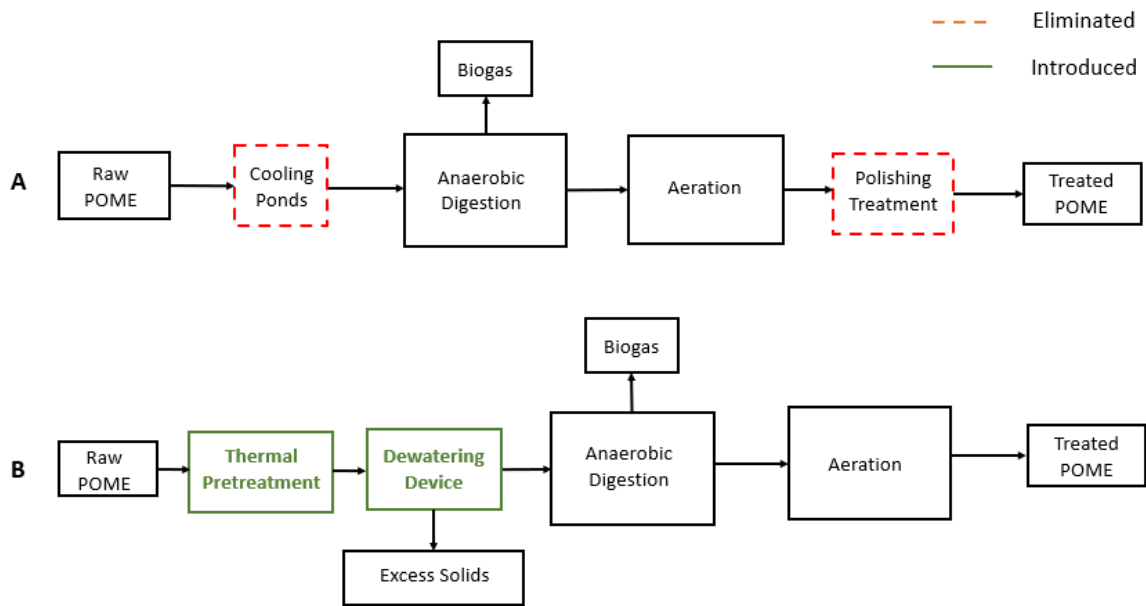 Eliminated
Introduced
Biogas
A
Raw
POME
Cooling
Ponds
Anaerobic
Digestion
Aeration
Polishing
Treatment
Treated
POME
Biogas
B
Raw
POME
Thermal
Pretreatment
Dewatering
Device
Anaerobic
Digestion
Aeration
Treated
POME
Excess Solids